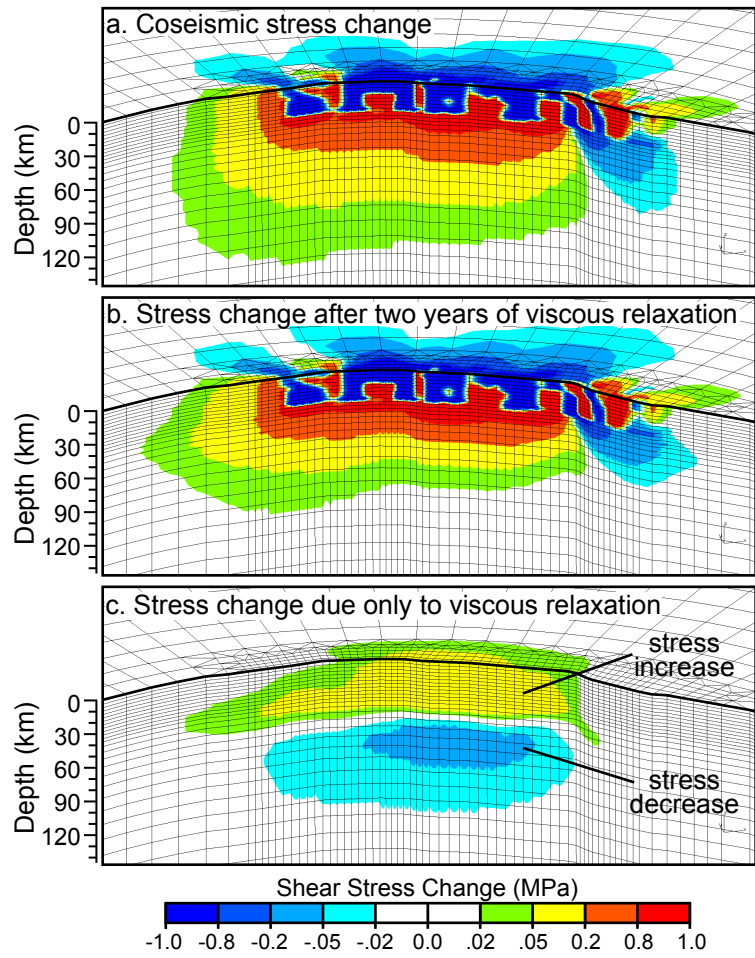 a. Coseismic stress change
Depth (km)
0
30
60
90
120
b. Stress change after two years of viscous relaxation
Depth (km)
0
30
60
90
120
c. Stress change due only to viscous relaxation
stress
increase
Depth (km)
0
30
60
90
120
stress
decrease
Shear Stress Change (MPa)
-1.0 -0.8 -0.2 -.05 -.02 0.0 .02 .05 0.2 0.8 1.0